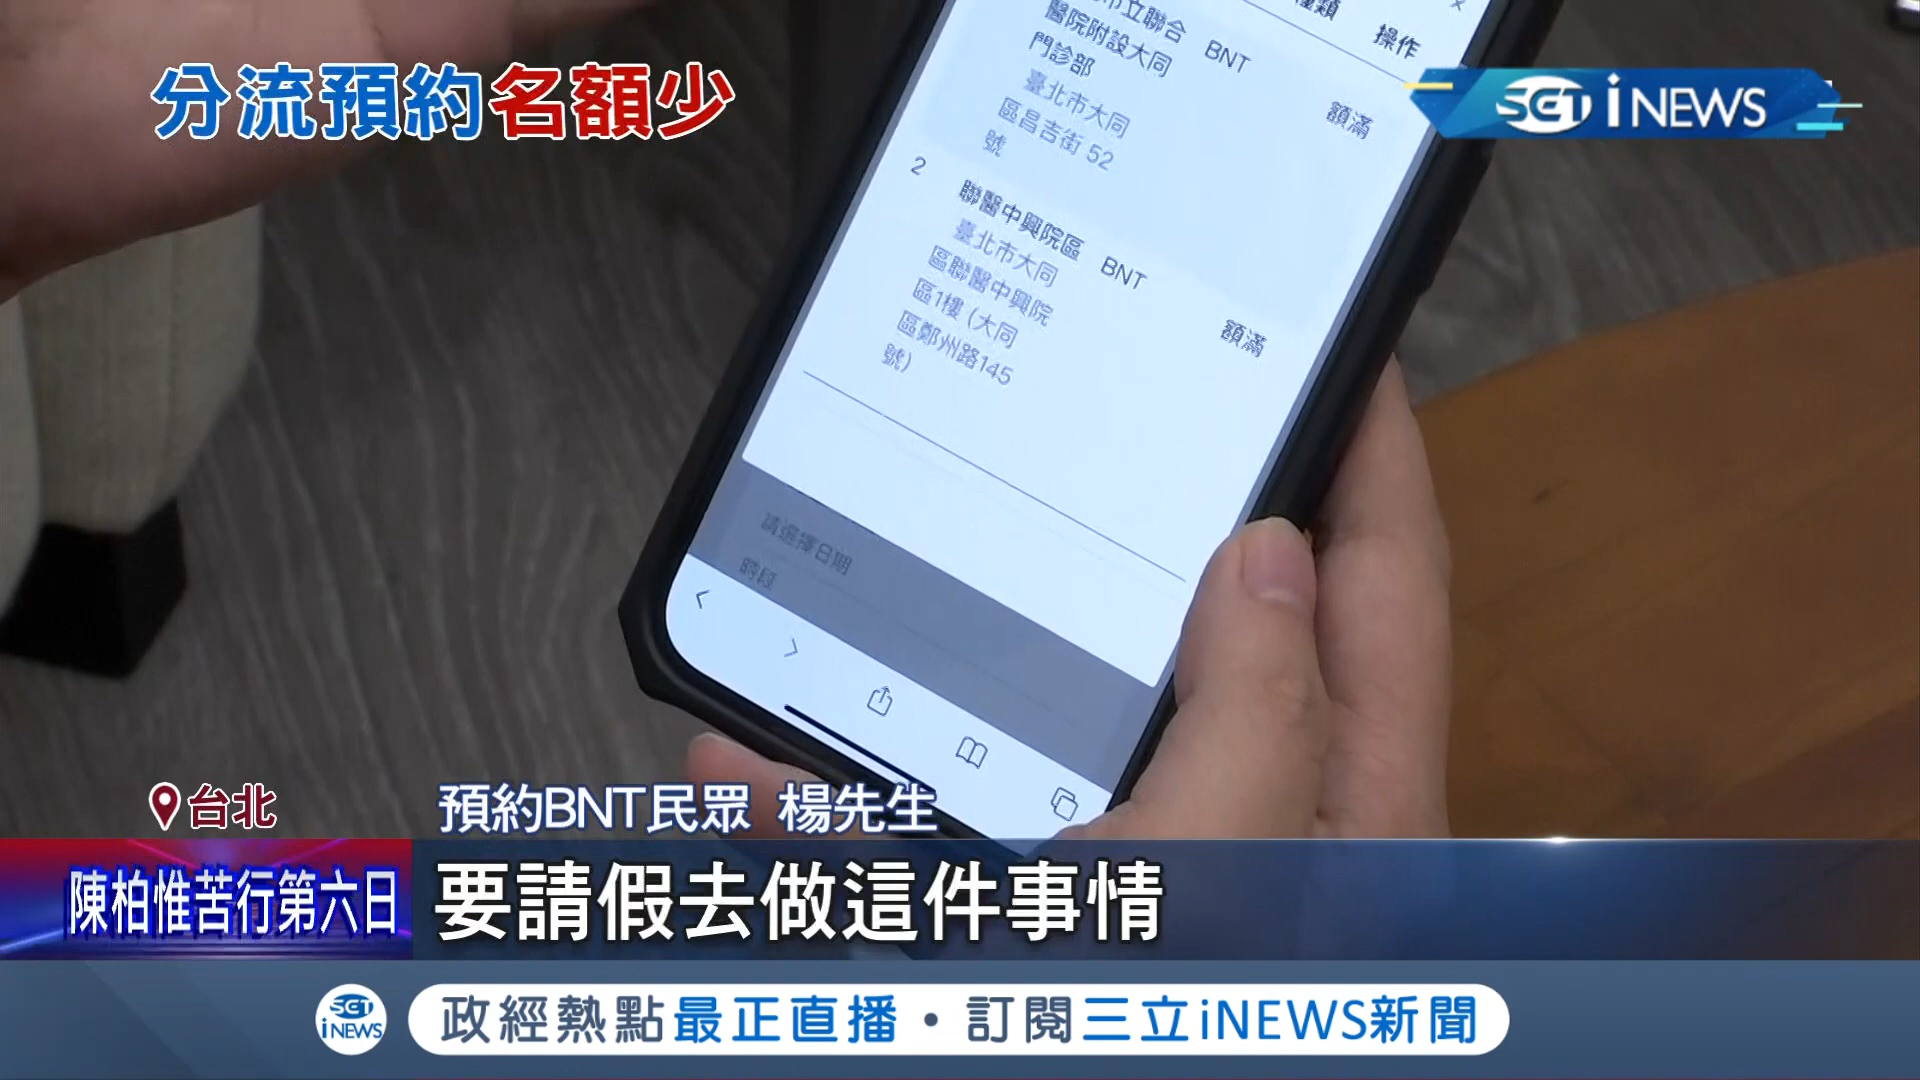 分流預約名額少
SET iNEWS
種類
操作
市立聯合
醫院附設大同
門診部
BNT
額滿
臺北市大同
區昌吉街 52
號
2
聯醫中興院區
BNT
額滿
臺北市大同
區聯醫中興院
區1樓 (大同
區鄭州路145
號)
請選擇日期
時段
台北
預約BNT民眾 楊先生
陳柏惟苦行第六日
要請假去做這件事情
SET iNEWS
政經熱點最正直播・訂閱三立iNEWS新聞